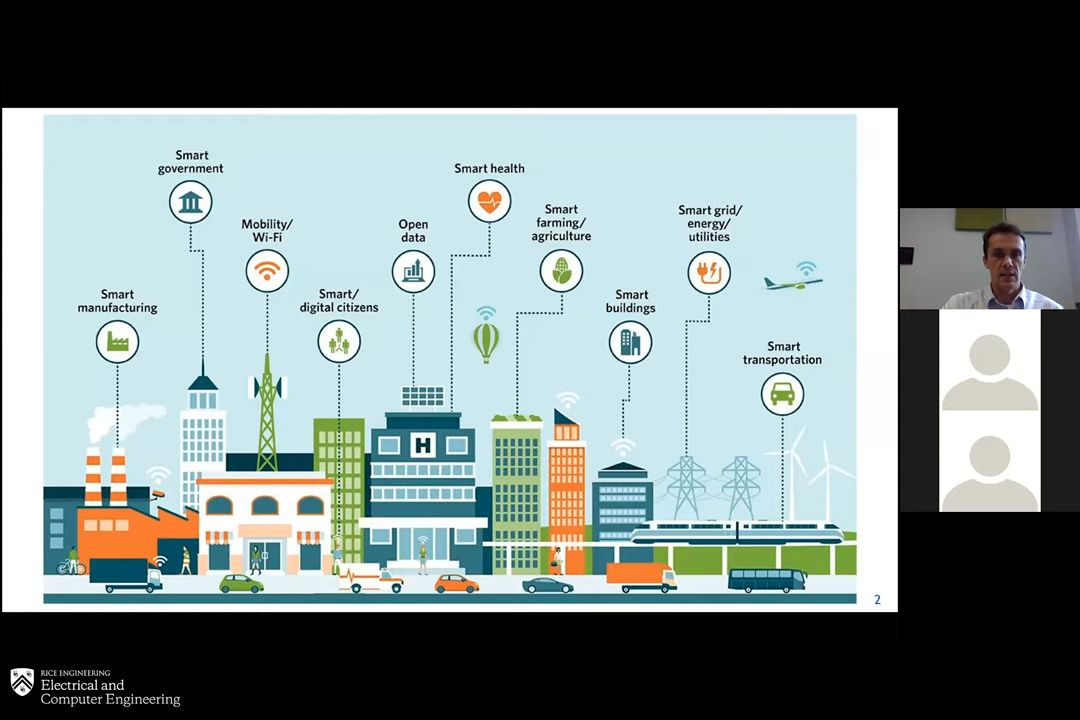 Smart
government
Smart health
Mobility/
Wi-Fi
Open
data
Smart
farming/
agriculture
Smart grid/
energy/
utilities
Smart
manufacturing
Smart/
digital citizens
Smart
buildings
Smart
transportation
H
2
RICE ENGINEERING
Electrical and
Computer Engineering